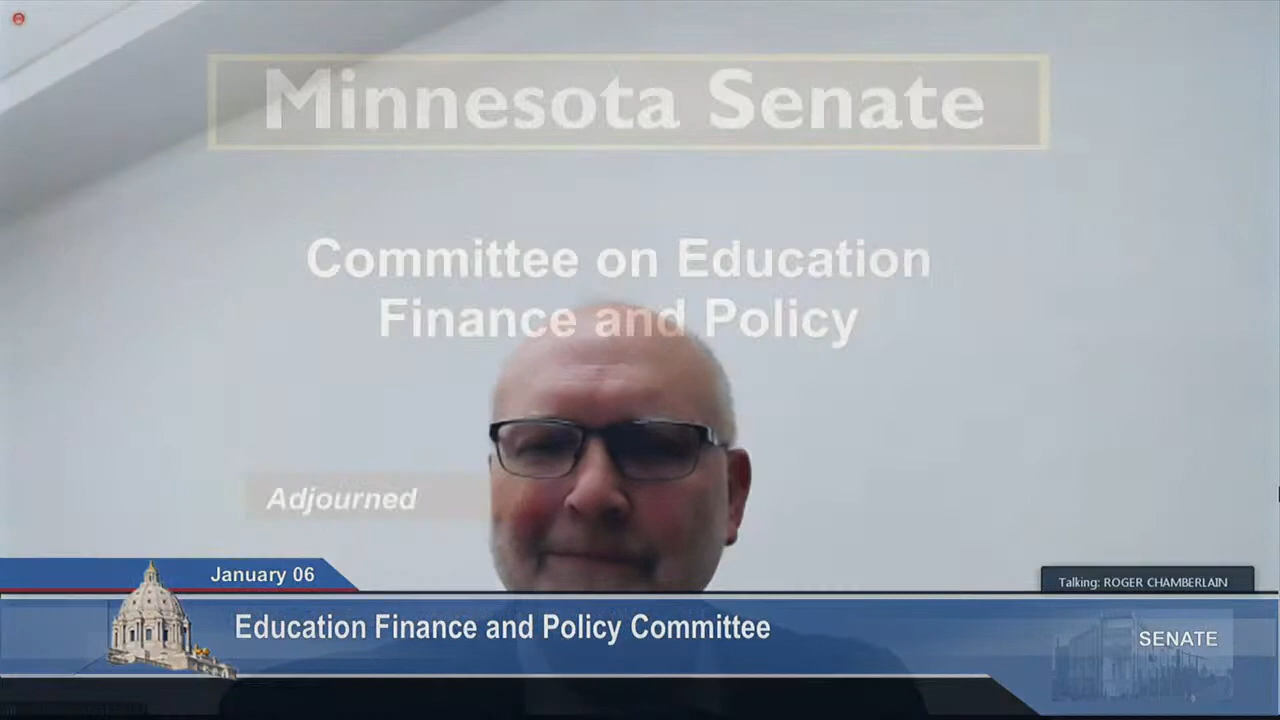 Minnesota Senate
Committee on Education
Finance and Policy
Adjourned
January 06
Talking: ROGER CHAMBERLAIN
Education Finance and Policy Committee
SENATE